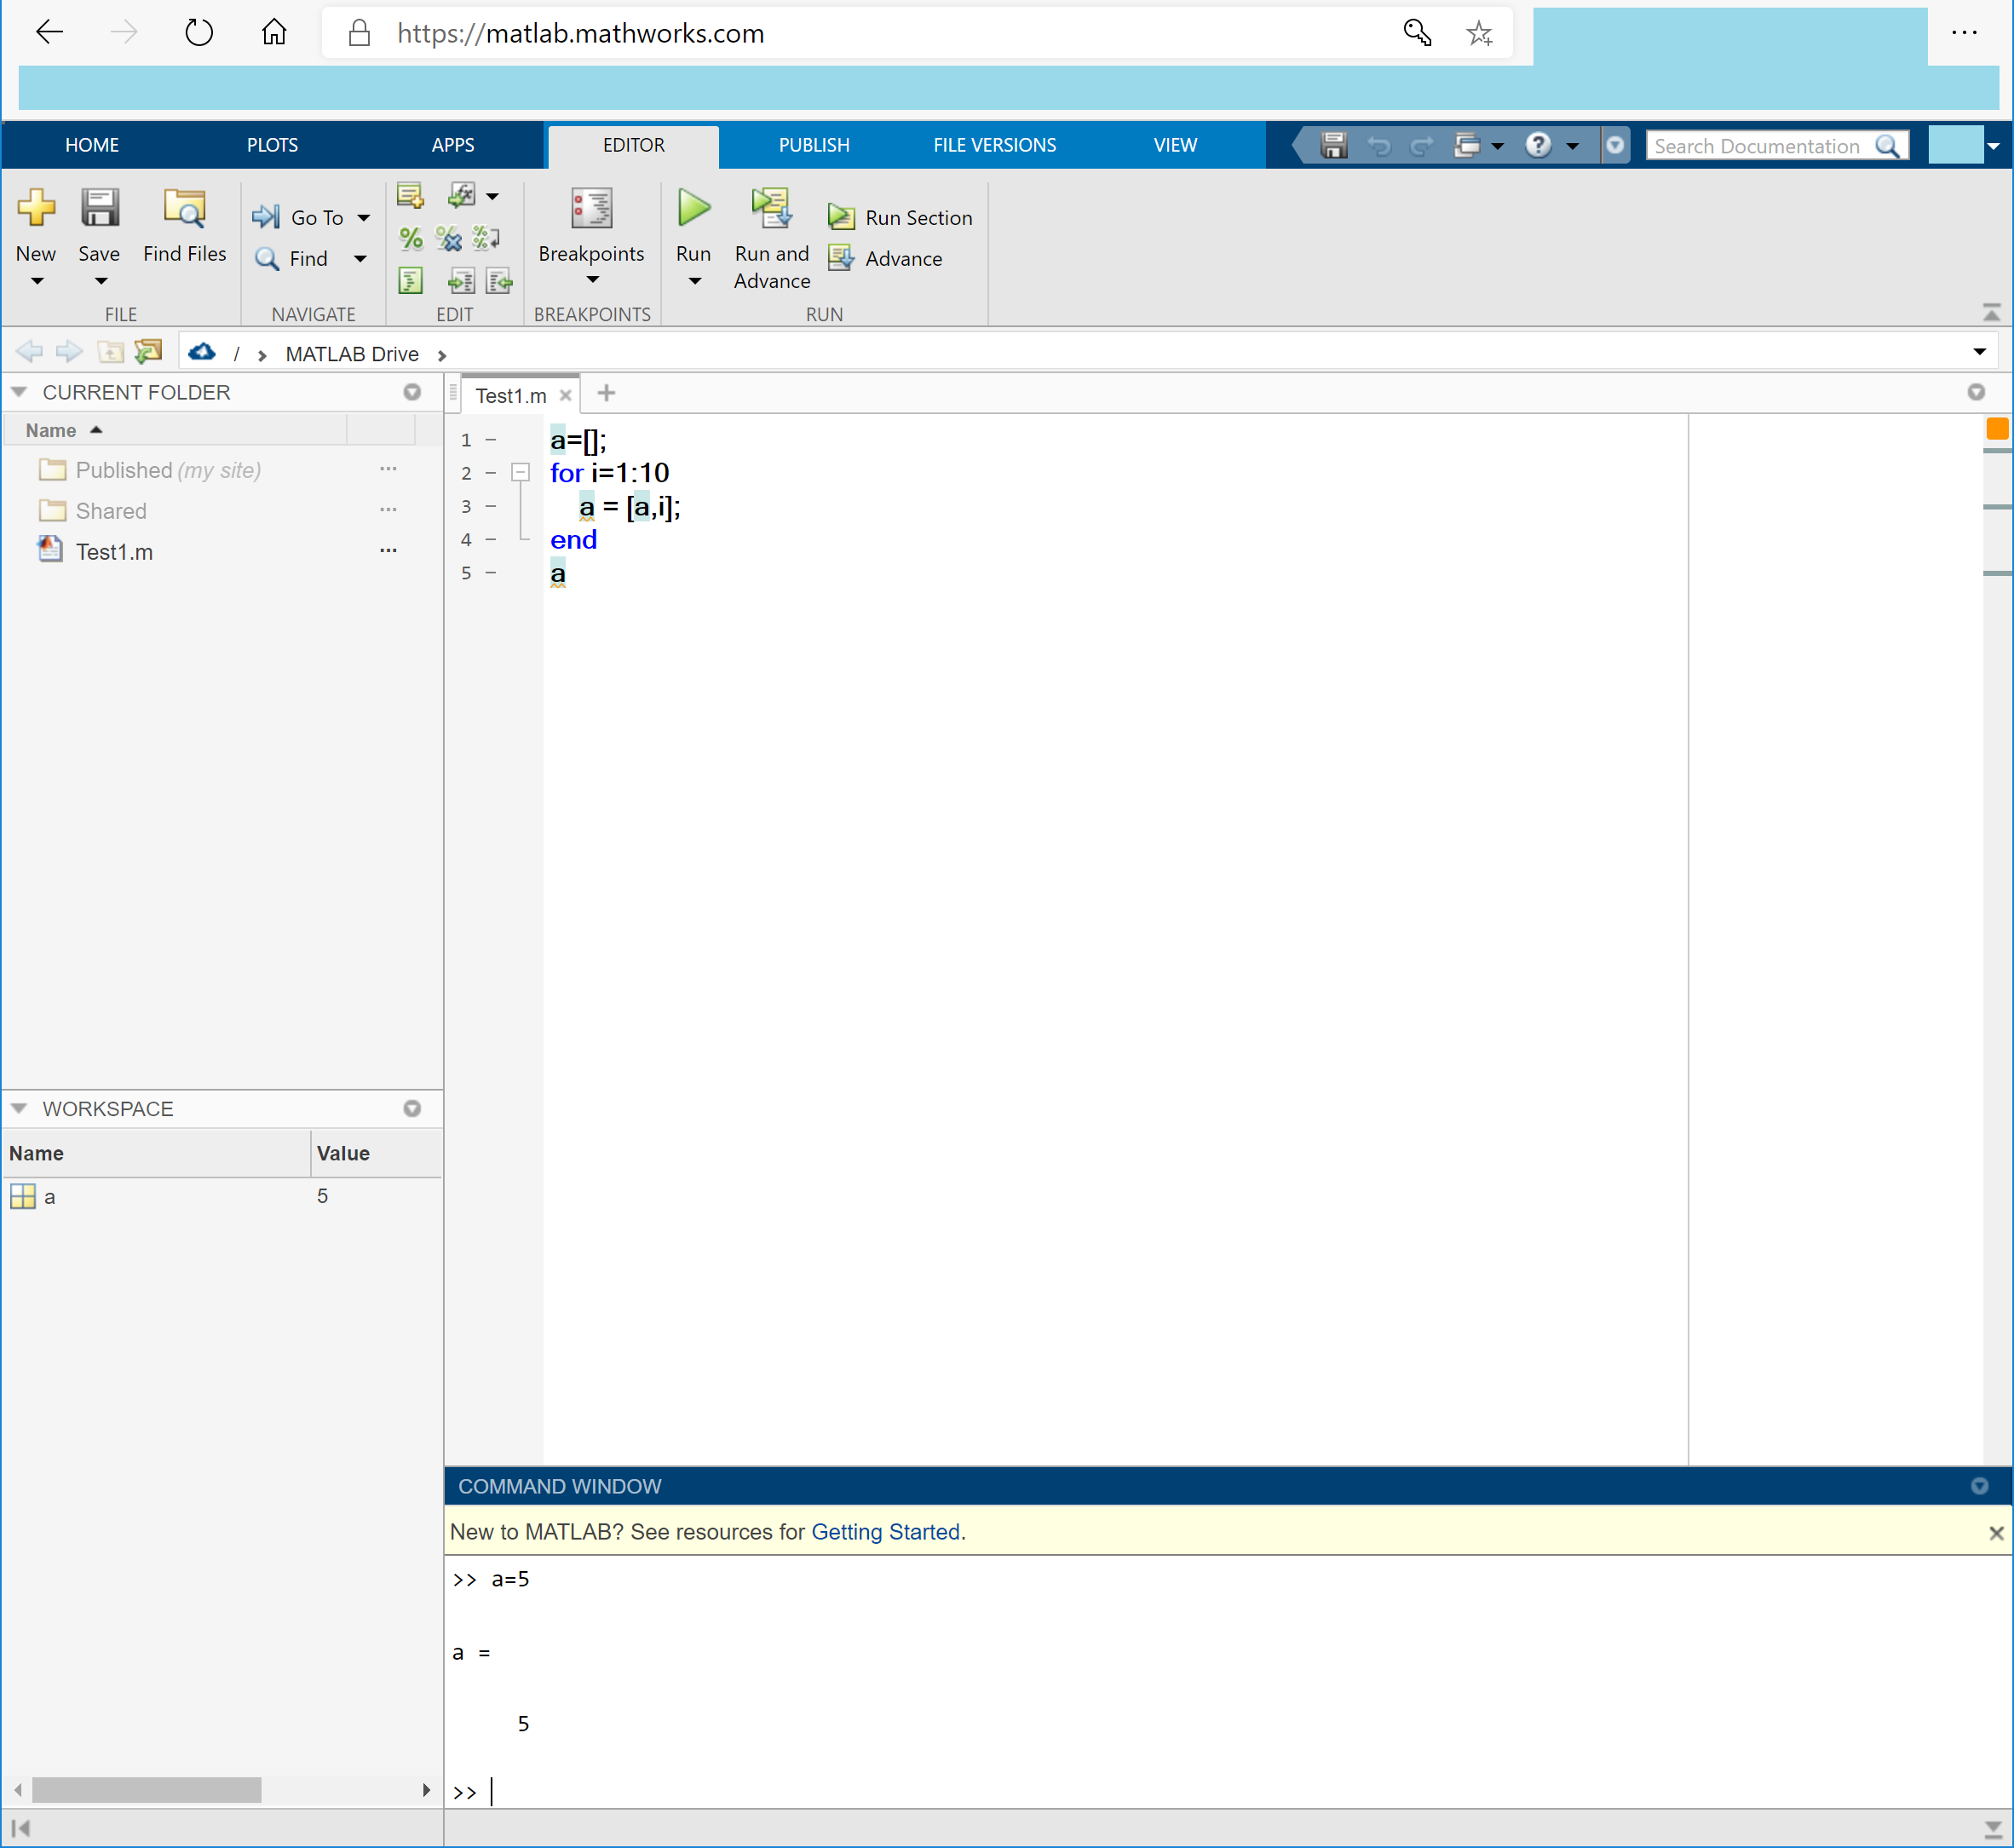 https://matlab.mathworks.com
HOME PLOTS APPS EDITOR PUBLISH FILE VERSIONS VIEW Search Documentation
New Save Find Files
FILE
Go To
Find
NAVIGATE
EDIT
Breakpoints
BREAKPOINTS
Run Run and Advance
Run Section
Advance
RUN
/ > MATLAB Drive >
CURRENT FOLDER
Name
Published (my site) ...
Shared ...
Test1.m ...
Test1.m × +
1 – a=[];
2 – for i=1:10
3 – a = [a,i];
4 – end
5 – a
WORKSPACE
Name Value
a 5
COMMAND WINDOW
New to MATLAB? See resources for Getting Started.
>> a=5
a =
5
>>